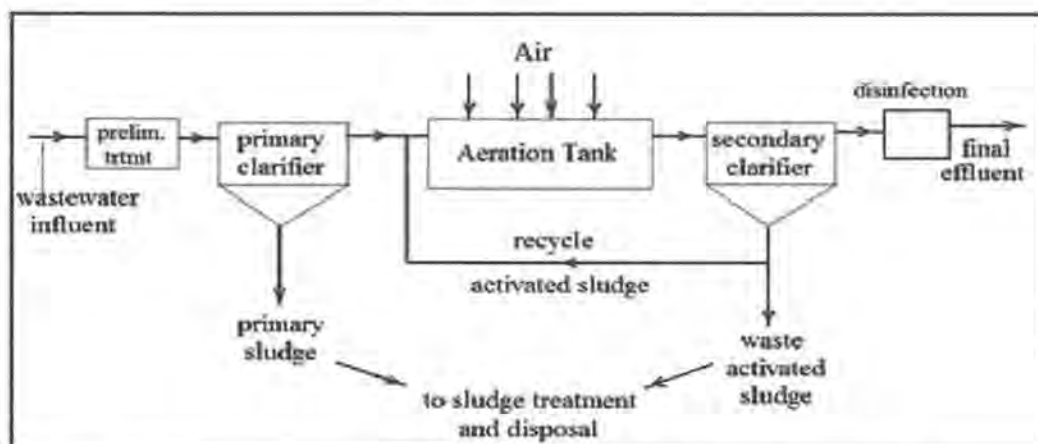 Air
disinfection
prelim.
trtmt
primary
clarifier
Aeration Tank
secondary
clarifier
final
effluent
wastewater
influent
recycle
activated sludge
primary
sludge
waste
activated
sludge
to sludge treatment
and disposal